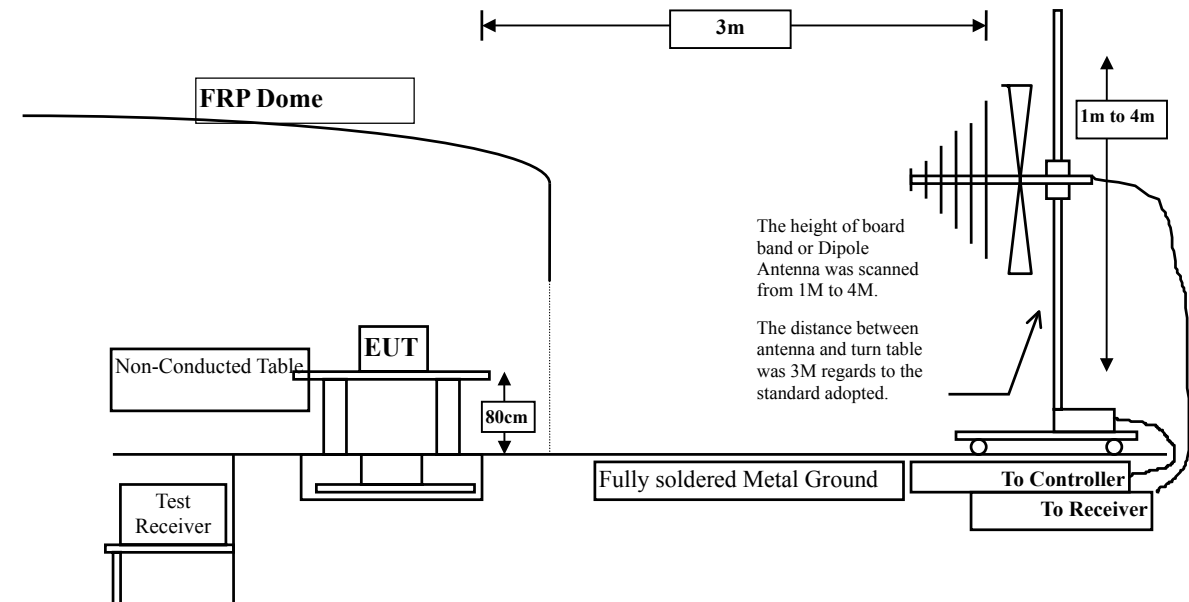 3m
FRP Dome
1m to 4m
The height of board
band or Dipole
Antenna was scanned
from 1M to 4M.
The distance between
antenna and turn table
was 3M regards to the
standard adopted.
EUT
Non-Conducted Table
80cm
Fully soldered Metal Ground
To Controller
To Receiver
Test
Receiver